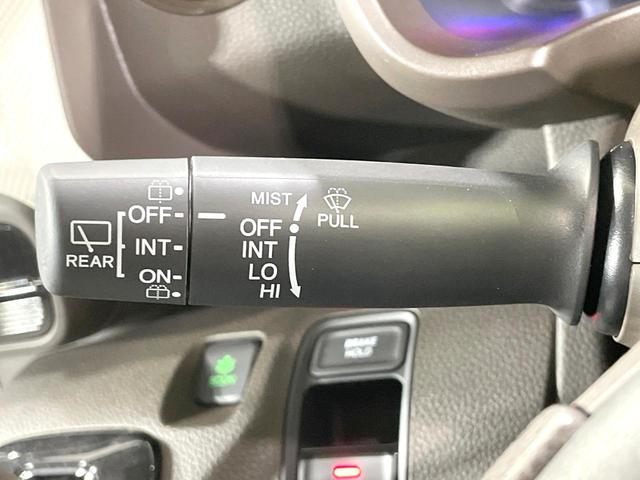 MIST
OFF
PULL
OFF
INT
REAR
INT
LO
ON
HI
BRAKE
HOLD